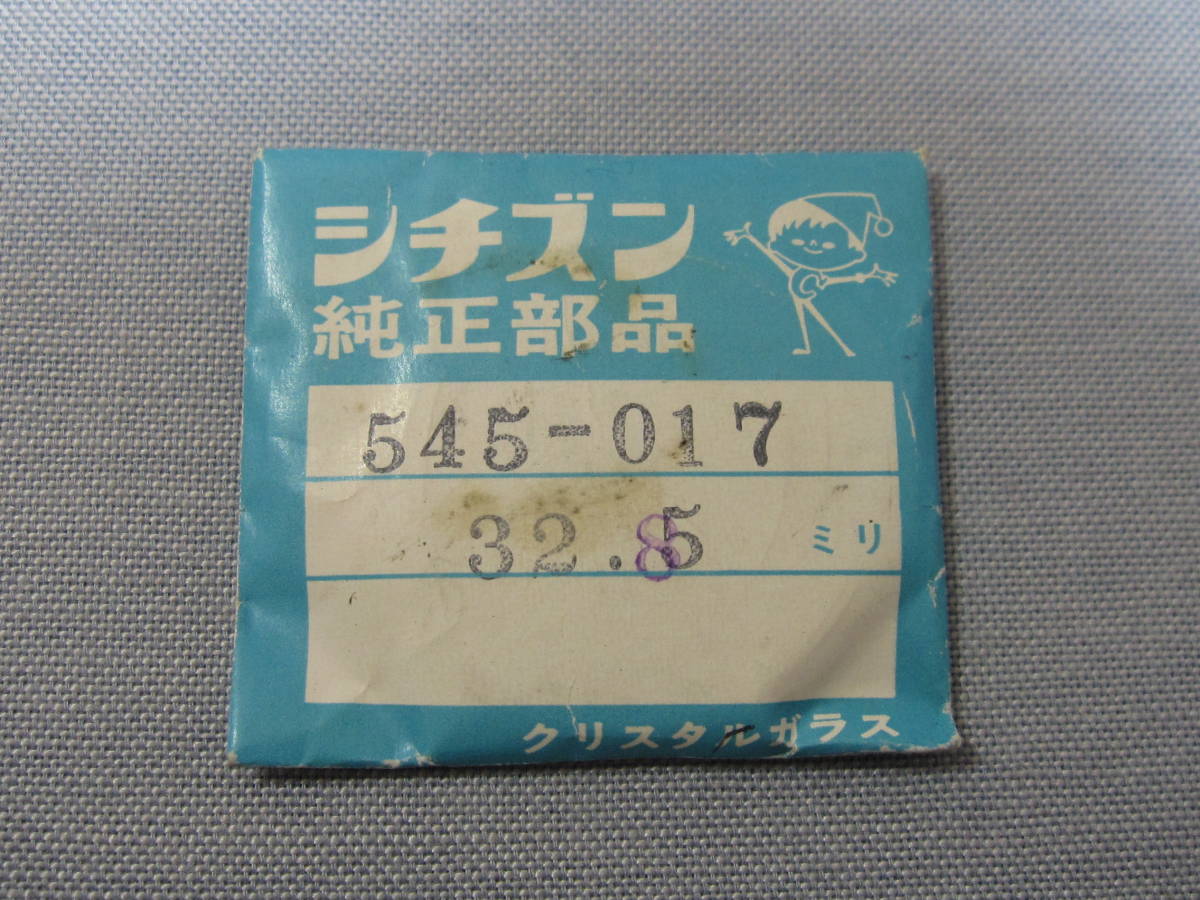 シチズン
純正部品
C
545-017
32.85 ミリ
クリスタルガラス